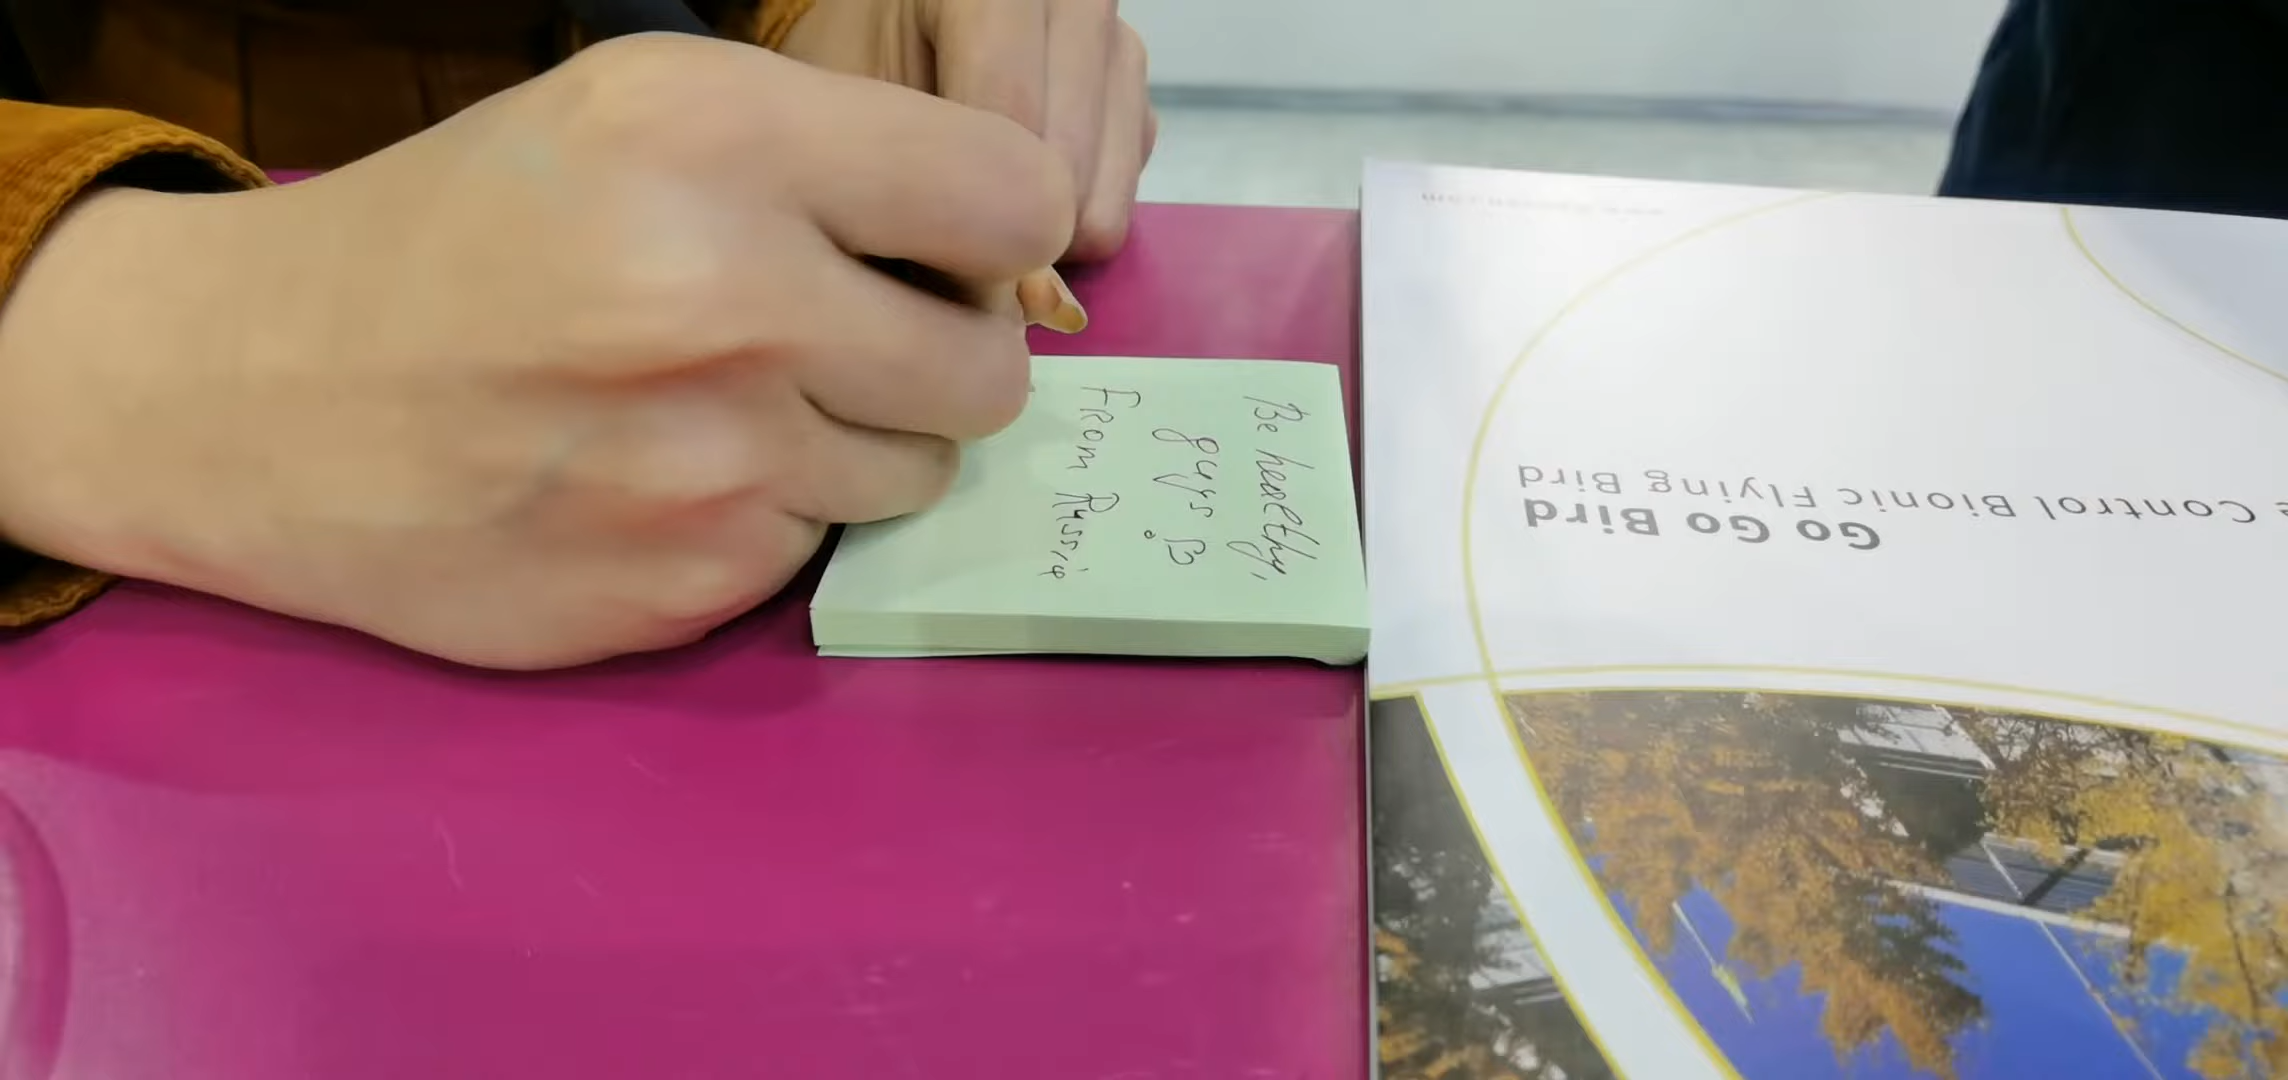 Be healthy,
guys
From Russia
Go Go Bird
Control Bionic Flying Bird